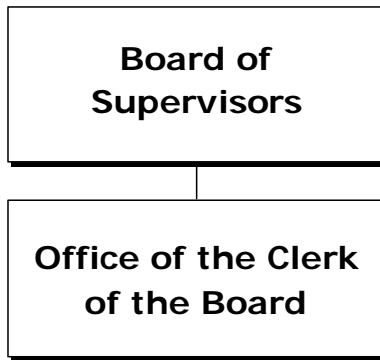 Board of
Supervisors
Office of the Clerk
of the Board